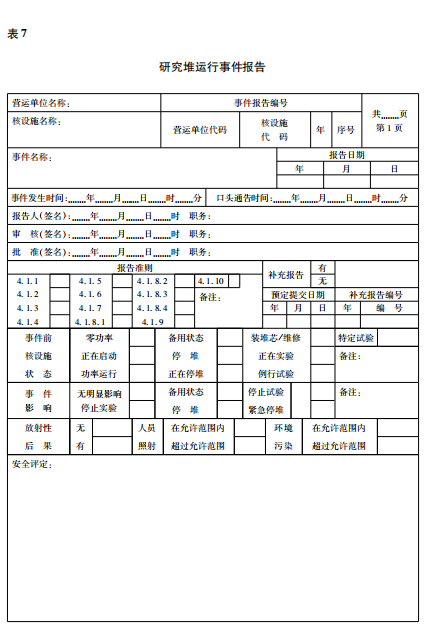 表7
研究堆运行事件报告
营运单位名称： 事件报告编号 共……页
核设施名称： 营运单位代码 核设施 年 序号 第1页
代 码
事件名称： 报告日期
年 月 日
事件发生时间：……年……月……日……时……分 口头通告时间：……年……月……日……时……分
报告人(签名)：……年……月……日……时 职务：
审 核(签名)：……年……月……日……时 职务：
批 准(签名)：……年……月……日……时 职务：
报告准则 补充报告 有
4.1.1 4.1.5 4.1.8.2 4.1.10 无
4.1.2 4.1.6 4.1.8.3 备注： 预定提交日期 补充报告编号
4.1.3 4.1.7 4.1.8.4 年 月 日 年 编 号
4.1.4 4.1.8.1 4.1.9
事件前 零功率 备用状态 装堆芯/维修 特定试验
核设施 正在启动 停 堆 正在实验 备注：
状 态 功率运行 正在停堆 例行试验
事 件 无明显影响 备用状态 停止试验 备注：
影 响 停止实验 停 堆 紧急停堆
放射性 无 人员 在允许范围内 环境 在允许范围内
后 果 有 照射 超过允许范围 污染 超过允许范围
安全评定：